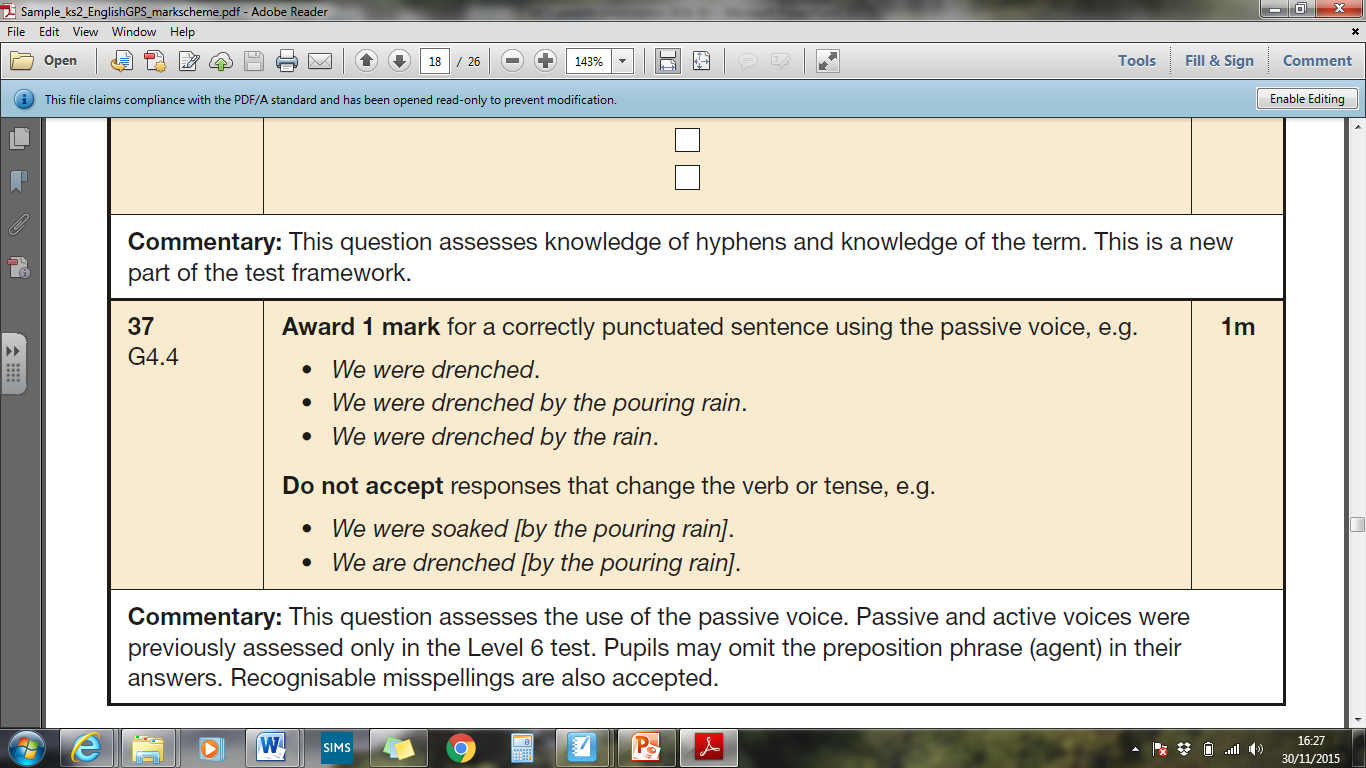 Sample_ks2_EnglishGPS_markscheme.pdf - Adobe Reader
File Edit View Window Help
Open 18 / 26 143% Tools Fill & Sign Comment
This file claims compliance with the PDF/A standard and has been opened read-only to prevent modification. Enable Editing
Commentary: This question assesses knowledge of hyphens and knowledge of the term. This is a new
part of the test framework.
37 Award 1 mark for a correctly punctuated sentence using the passive voice, e.g. 1m
G4.4
• We were drenched.
• We were drenched by the pouring rain.
• We were drenched by the rain.
Do not accept responses that change the verb or tense, e.g.
• We were soaked [by the pouring rain].
• We are drenched [by the pouring rain].
Commentary: This question assesses the use of the passive voice. Passive and active voices were
previously assessed only in the Level 6 test. Pupils may omit the preposition phrase (agent) in their
answers. Recognisable misspellings are also accepted.
SIMS
16:27
30/11/2015